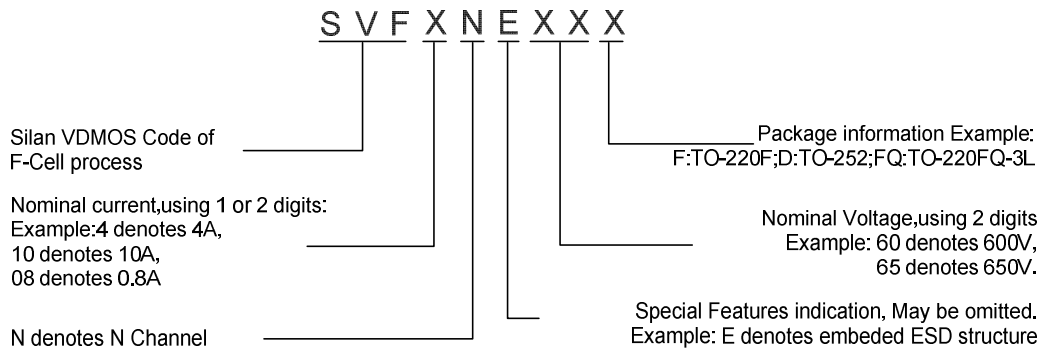 S V F X N E X X X
Silan VDMOS Code of
F-Cell process
Nominal current,using 1 or 2 digits:
Example:4 denotes 4A,
10 denotes 10A,
08 denotes 0.8A
N denotes N Channel
Package information Example:
F:TO-220F;D:TO-252;FQ:TO-220FQ-3L
Nominal Voltage,using 2 digits
Example: 60 denotes 600V,
65 denotes 650V.
Special Features indication, May be omitted.
Example: E denotes embeded ESD structure